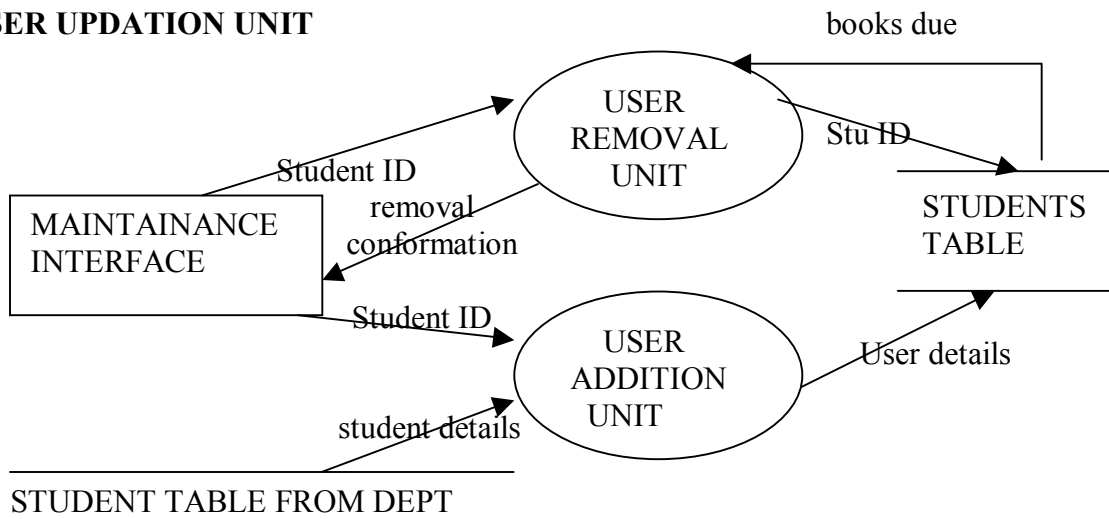 SER UPDATION UNIT
books due
USER
REMOVAL
UNIT
Stu ID
Student ID
removal
conformation
MAINTAINANCE
INTERFACE
STUDENTS
TABLE
Student ID
USER
ADDITION
UNIT
User details
student details
STUDENT TABLE FROM DEPT